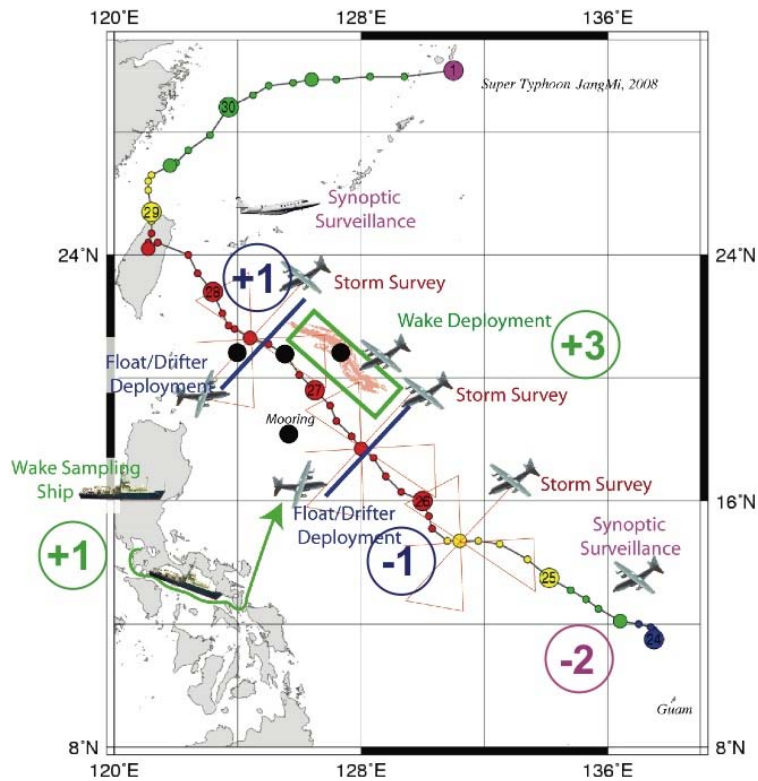 120°E
128°E
136°E
1
Super Typhoon JangMi, 2008
30
29
Synoptic
Surveillance
24°N
24°N
+1
Storm Survey
28
Wake Deployment
+3
Float/Drifter
Deployment
27
Storm Survey
Mooring
Wake Sampling
Ship
Storm Survey
26
16°N
16°N
Float/Drifter
Deployment
Synoptic
Surveillance
+1
-1
25
24
-2
Guam
8°N
8°N
120°E
128°E
136°E